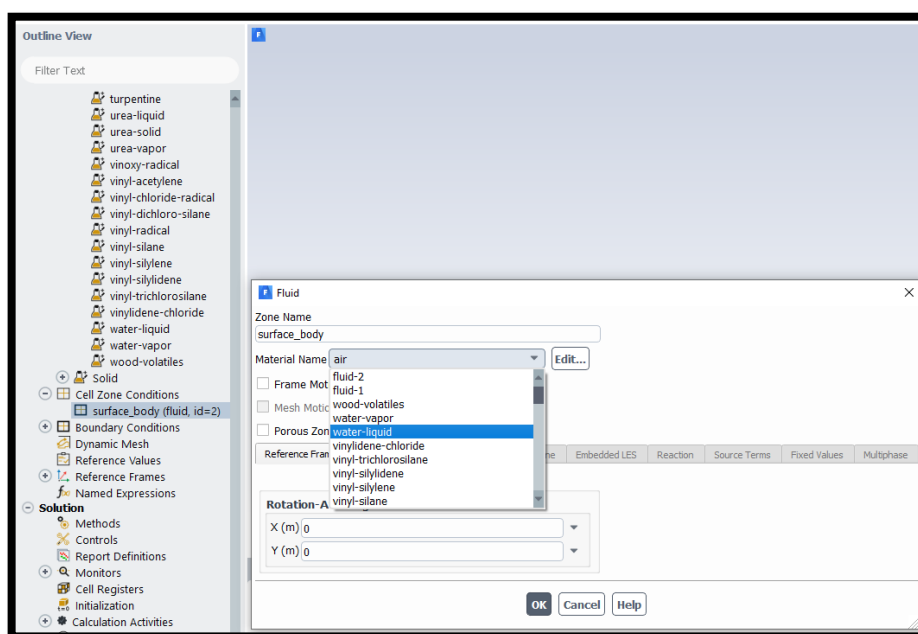 Outline View
Filter Text
turpentine
urea-liquid
urea-solid
urea-vapor
vinoxy-radical
vinyl-acetylene
vinyl-chloride-radical
vinyl-dichloro-silane
vinyl-radical
vinyl-silane
vinyl-silylene
vinyl-silylidene
vinyl-trichlorosilane
vinylidene-chloride
water-liquid
water-vapor
wood-volatiles
Solid
Cell Zone Conditions
surface_body (fluid, id=2)
Boundary Conditions
Dynamic Mesh
Reference Values
Reference Frames
Named Expressions
Solution
Methods
Controls
Report Definitions
Monitors
Cell Registers
Initialization
Calculation Activities
Fluid
Zone Name
surface_body
Material Name air Edit...
fluid-2
fluid-1
wood-volatiles
water-vapor
water-liquid
vinylidene-chloride
vinyl-trichlorosilane
vinyl-silylidene
vinyl-silylene
vinyl-silane
Frame Mot
Mesh Motic
Porous Zon
Reference Fran ne Embedded LES Reaction Source Terms Fixed Values Multiphase
Rotation-A
X (m) 0
Y (m) 0
OK Cancel Help